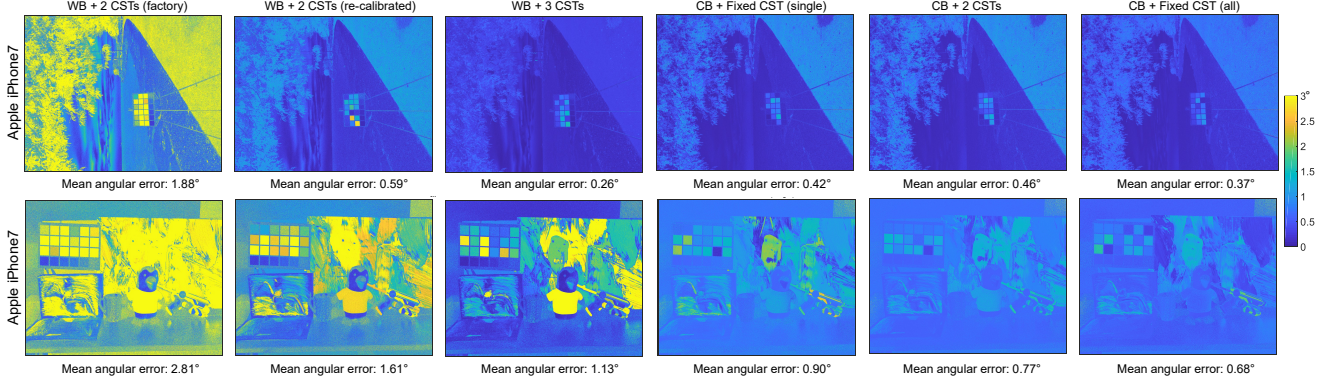 WB + 2 CSTs (factory)
WB + 2 CSTs (re-calibrated)
WB + 3 CSTs
CB + Fixed CST (single)
CB + 2 CSTs
CB + Fixed CST (all)
Apple iPhone7
Mean angular error: 1.88°
Mean angular error: 0.59°
Mean angular error: 0.26°
Mean angular error: 0.42°
Mean angular error: 0.46°
Mean angular error: 0.37°
3°
2.5
2
1.5
1
0.5
0
Apple iPhone7
Mean angular error: 2.81°
Mean angular error: 1.61°
Mean angular error: 1.13°
Mean angular error: 0.90°
Mean angular error: 0.77°
Mean angular error: 0.68°